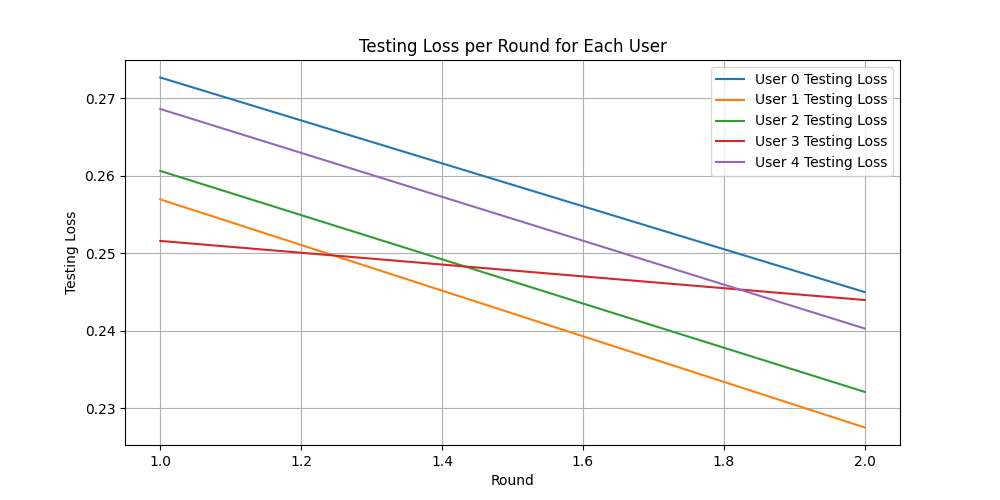 Testing Loss per Round for Each User
Testing Loss
0.27
0.26
0.25
0.24
0.23
User 0 Testing Loss
User 1 Testing Loss
User 2 Testing Loss
User 3 Testing Loss
User 4 Testing Loss
1.0 1.2 1.4 1.6 1.8 2.0
Round